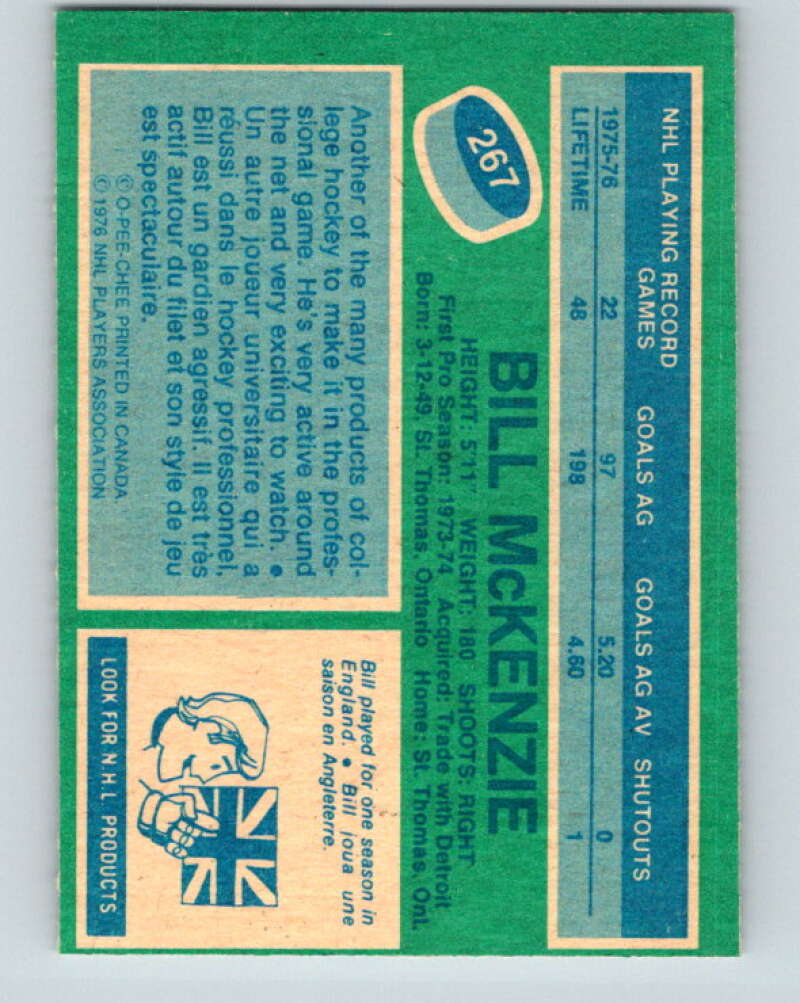 NHL PLAYING RECORD
GAMES GOALS AG GOALS AG AV SHUTOUTS
1975-76 22 97 5.20 0
LIFETIME 48 198 4.60 1
267
BILL McKENZIE
HEIGHT: 5'11" WEIGHT: 180 SHOOTS: RIGHT
First Pro Season: 1973-74 Acquired: Trade with Detroit
Born: 3-12-49, St. Thomas, Ontario Home: St. Thomas, Ont.
Another of the many products of col-
lege hockey to make it in the profes-
sional game. He's very active around
the net and very exciting to watch. •
Un autre joueur universitaire qui a
réussi dans le hockey professionnel,
Bill est un gardien agressif. Il est très
actif autour du filet et son style de jeu
est spectaculaire.
© O-PEE-CHEE PRINTED IN CANADA
© 1976 NHL PLAYERS ASSOCIATION
Bill played for one season in
England. • Bill joua une
saison en Angleterre.
LOOK FOR N.H.L PRODUCTS